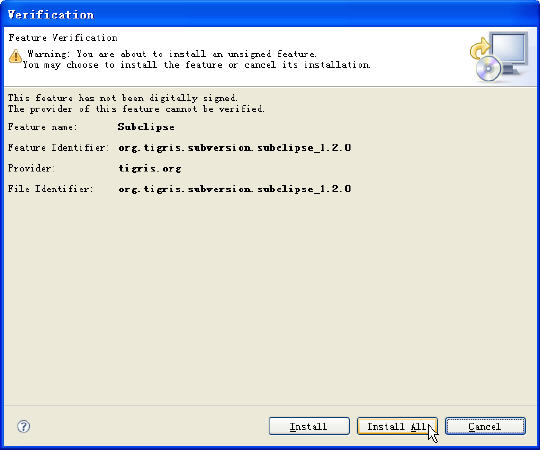 Verification
Feature Verification
Warning: You are about to install an unsigned feature.
You may choose to install the feature or cancel its installation.
This feature has not been digitally signed.
The provider of this feature cannot be verified.
Feature name: Subclipse
Feature Identifier: org.tigris.subversion.subclipse_1.2.0
Provider: tigris.org
File Identifier: org.tigris.subversion.subclipse_1.2.0
? Install Install All Cancel